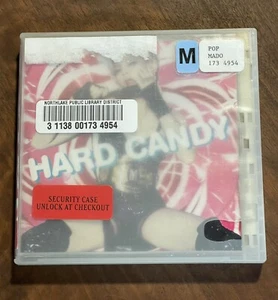 M
POP
MADO
173 4954
NORTHLAKE PUBLIC LIBRARY DISTRICT
3 1138 00173 4954
HARD CANDY
SECURITY CASE
UNLOCK AT CHECKOUT